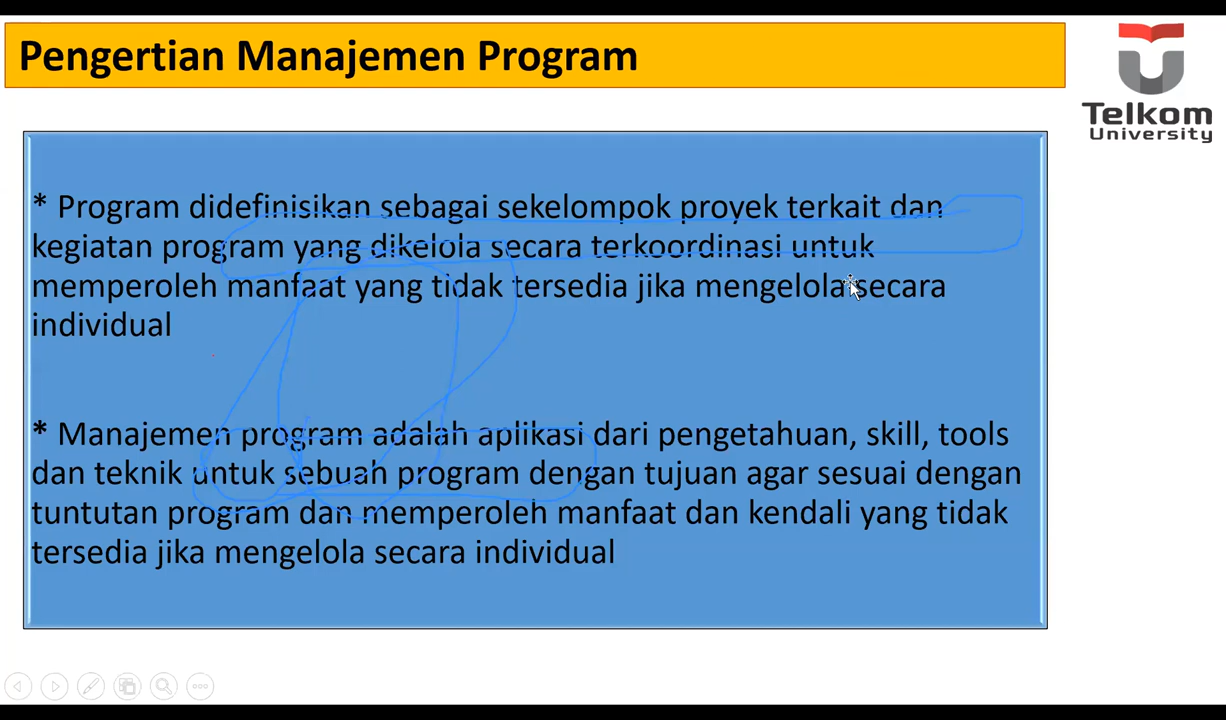 Pengertian Manajemen Program
Telkom
University
* Program didefinisikan sebagai sekelompok proyek terkait dan
kegiatan program yang dikelola secara terkoordinasi untuk
memperoleh manfaat yang tidak tersedia jika mengelola secara
individual
* Manajemen program adalah aplikasi dari pengetahuan, skill, tools
dan teknik untuk sebuah program dengan tujuan agar sesuai dengan
tuntutan program dan memperoleh manfaat dan kendali yang tidak
tersedia jika mengelola secara individual